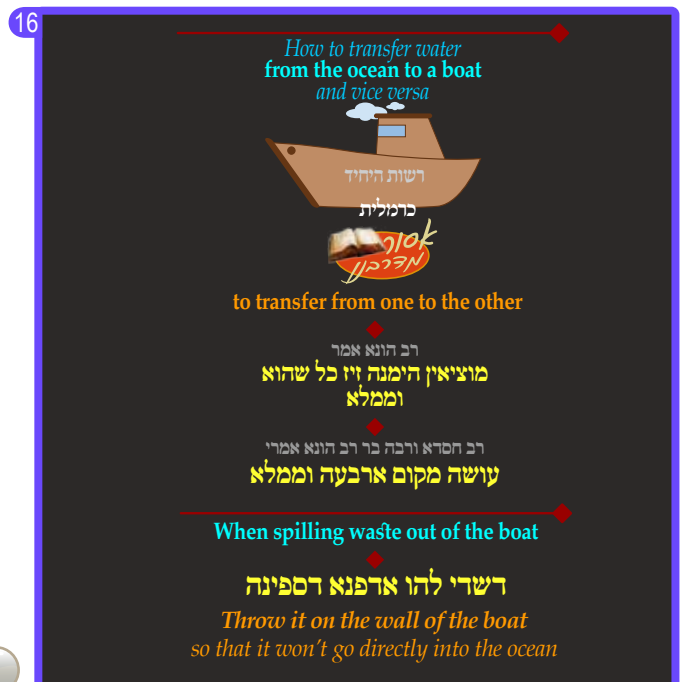 16
How to transfer water
from the ocean to a boat
and vice versa
רשות היחיד
כרמלית
אסור
מדרבנן
to transfer from one to the other
רב הונא אמר
מוציאין הימנה זיז כל שהוא
וממלא
רב חסדא ורבה בר רב הונא אמרי
עושה מקום ארבעה וממלא
When spilling waste out of the boat
דשדי להו אדפנא דספינה
Throw it on the wall of the boat
so that it won't go directly into the ocean